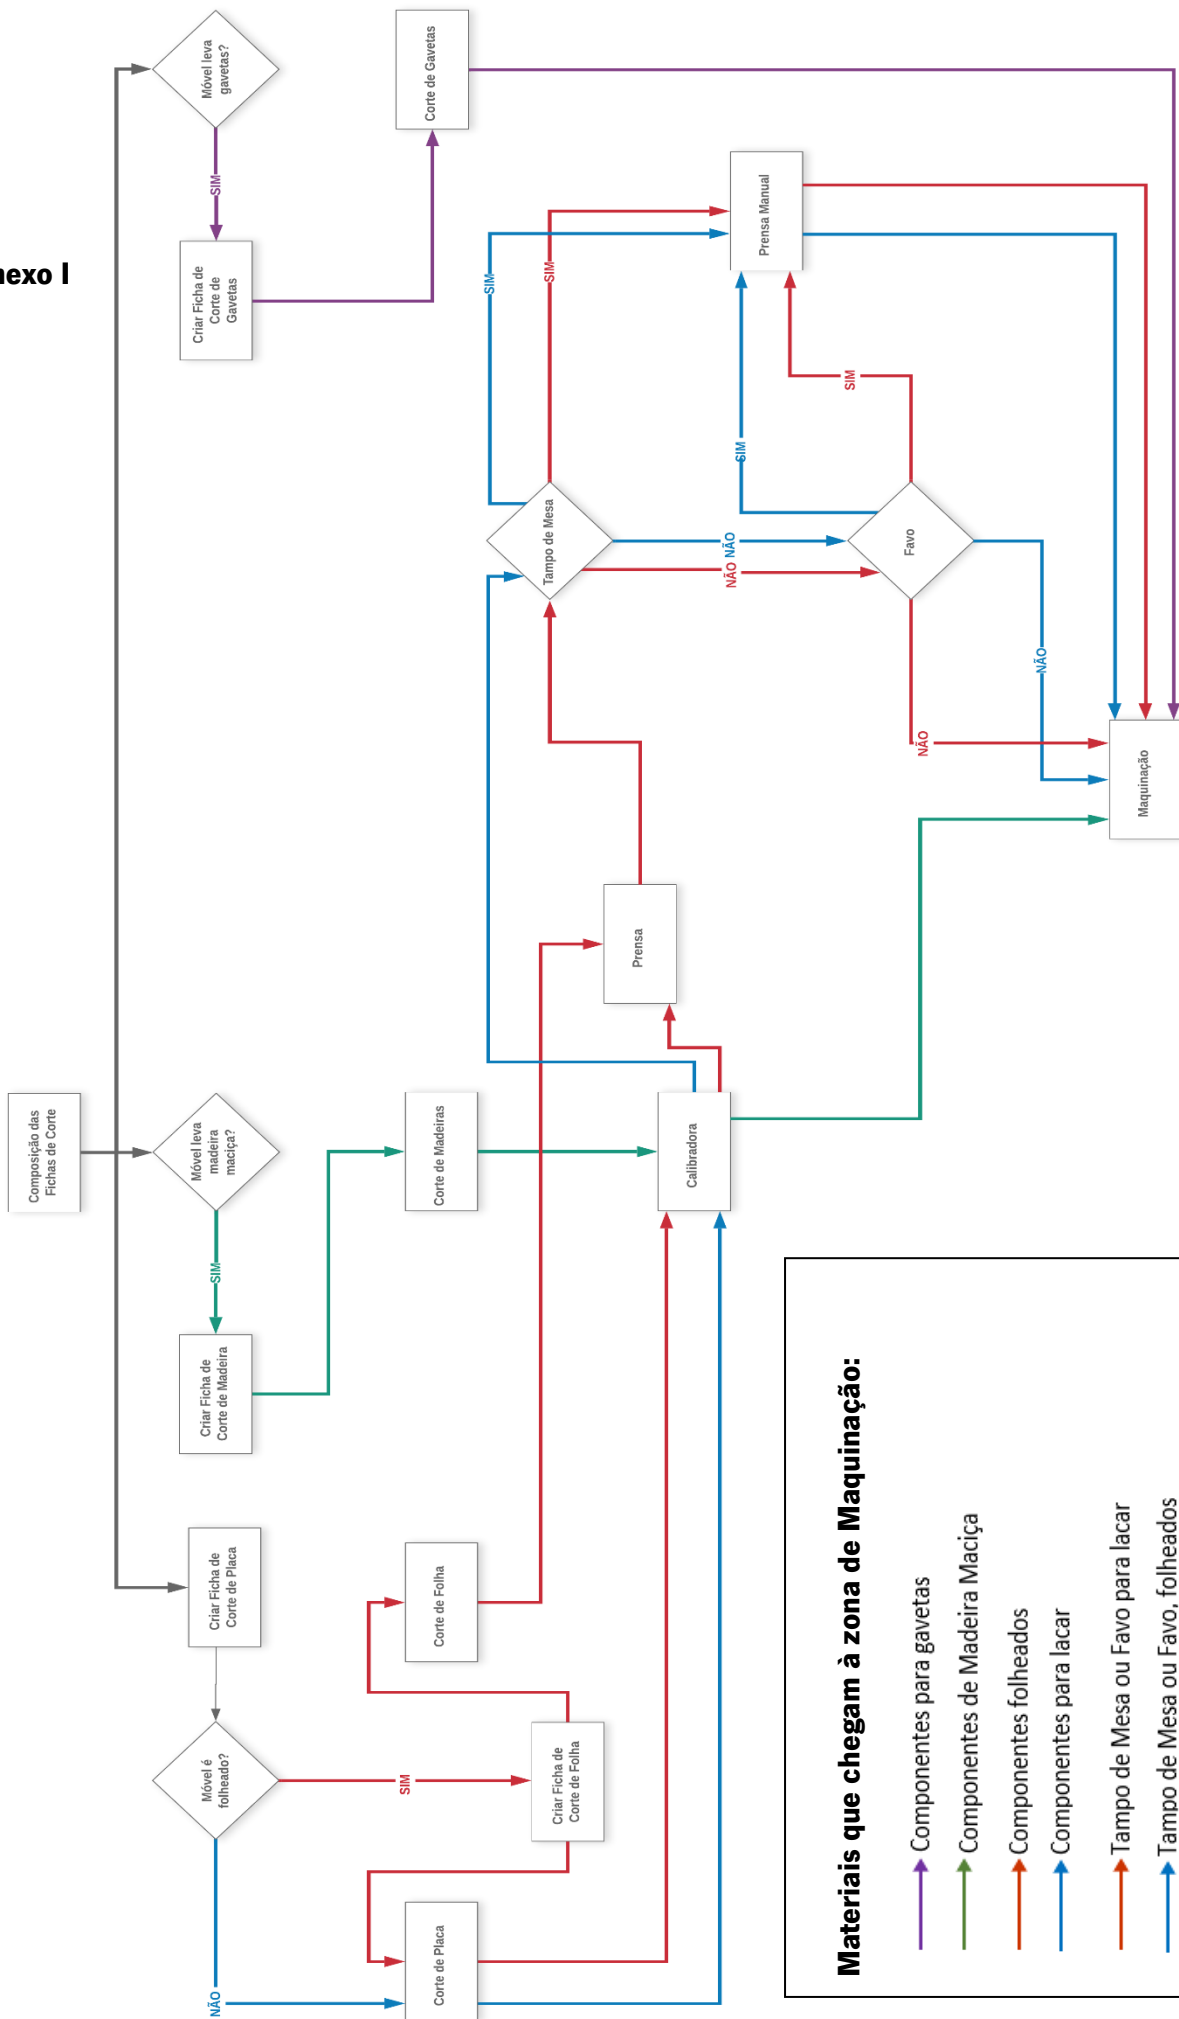 nexo I
Composição das
Fichas de Corte
Criar Ficha de
Corte de Placa
Móvel leva
madeira
maciça?
Móvel leva
gavetas?
Móvel é
folheado?
SIM
SIM
Criar Ficha de
Corte de Madeira
Criar Ficha de
Corte de
Gavetas
NÃO
SIM
Corte de Placa
Corte de Folha
Corte de Madeiras
Corte de Gavetas
Criar Ficha de
Corte de Folha
SIM
SIM
Tampo de Mesa
Prensa
Calibradora
NÃO
NÃO
SIM
Prensa Manual
SIM
Favo
NÃO
NÃO
Maquinação
Materiais que chegam à zona de Maquinação:
Componentes para gavetas
Componentes de Madeira Maciça
Componentes folheados
Componentes para lacar
Tampo de Mesa ou Favo para lacar
Tampo de Mesa ou Favo, folheados